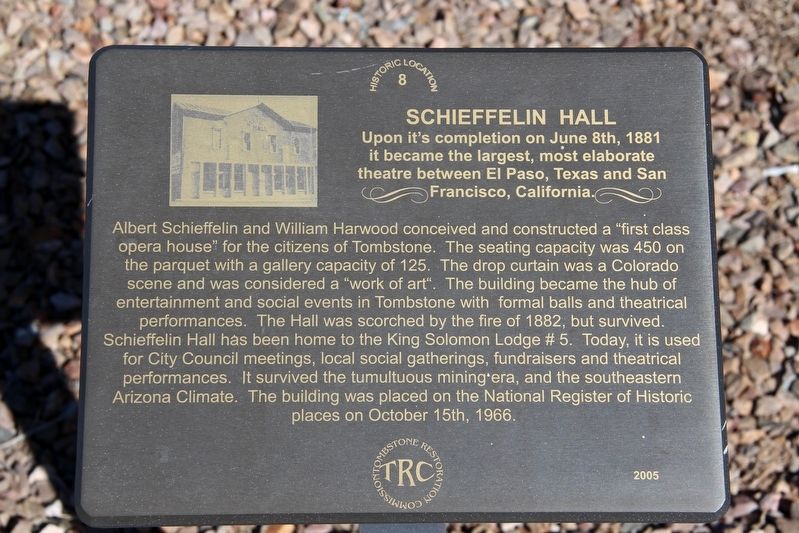 HISTORIC LOCATION
8
SCHIEFFELIN HALL
Upon it's completion on June 8th, 1881
it became the largest, most elaborate
theatre between El Paso, Texas and San
Francisco, California.
Albert Schieffelin and William Harwood conceived and constructed a "first class
opera house" for the citizens of Tombstone. The seating capacity was 450 on
the parquet with a gallery capacity of 125. The drop curtain was a Colorado
scene and was considered a "work of art". The building became the hub of
entertainment and social events in Tombstone with formal balls and theatrical
performances. The Hall was scorched by the fire of 1882, but survived.
Schieffelin Hall has been home to the King Solomon Lodge # 5. Today, it is used
for City Council meetings, local social gatherings, fundraisers and theatrical
performances. It survived the tumultuous mining era, and the southeastern
Arizona Climate. The building was placed on the National Register of Historic
places on October 15th, 1966.
TOMBSTONE RESTORATION COMMISSION
TRC
2005